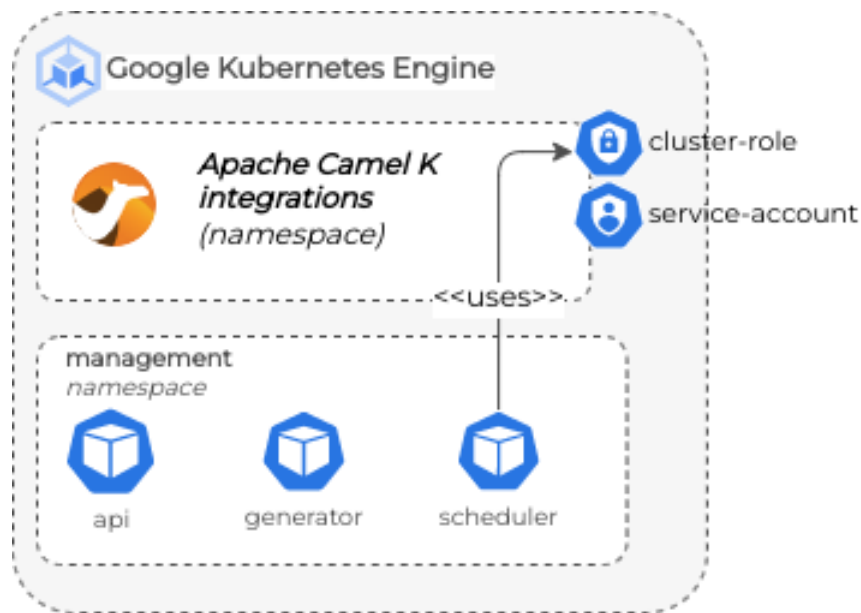 Google Kubernetes Engine
Apache Camel K
integrations
(namespace)
cluster-role
service-account
<<uses>>
management
namespace
api
generator
scheduler